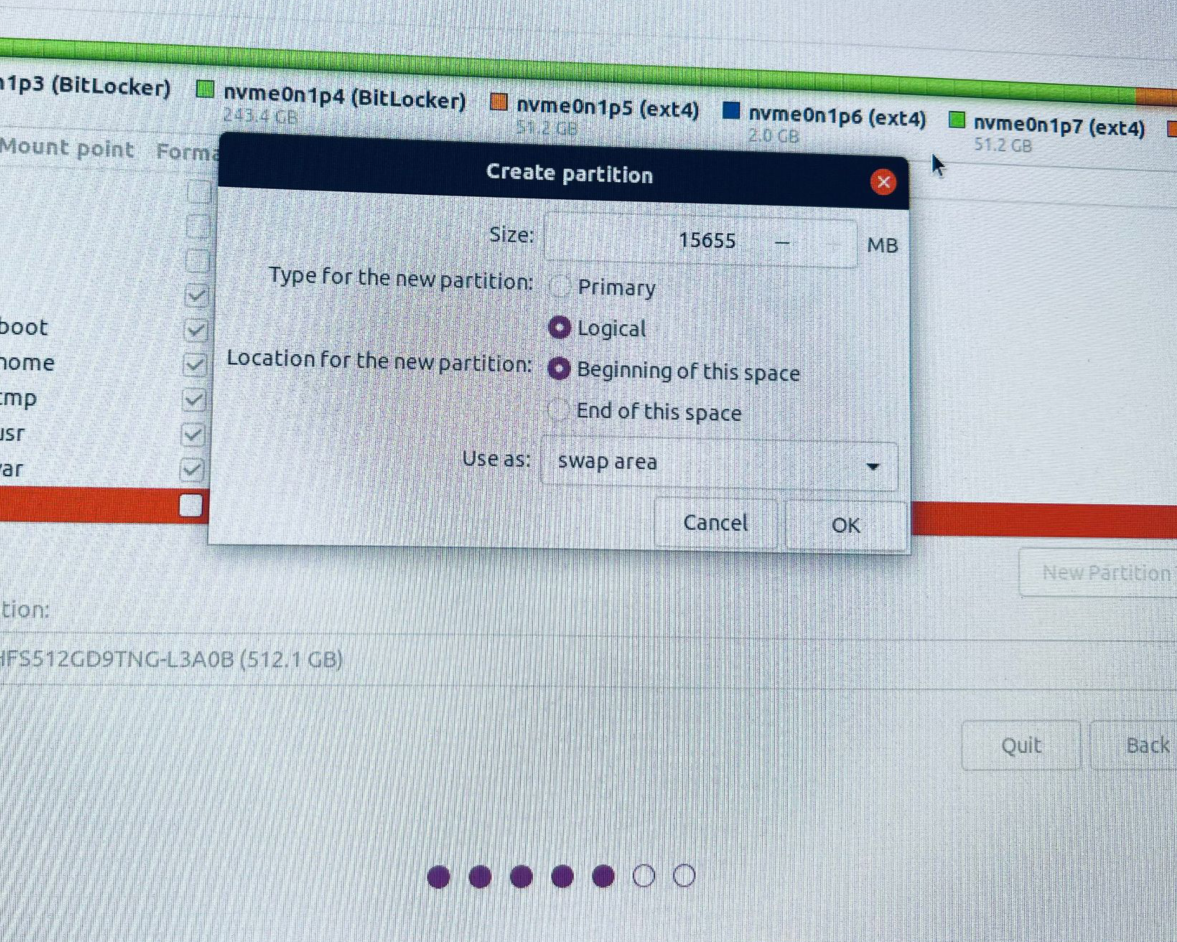 n1p3 (BitLocker) nvme0n1p4 (BitLocker) nvme0n1p5 (ext4) nvme0n1p6 (ext4) nvme0n1p7 (ext4)
243.4 GB 51.2 GB 2.0 GB 51.2 GB
Mount point Forma
Create partition
Size: 15655 MB
Type for the new partition: Primary
Logical
Location for the new partition: Beginning of this space
End of this space
Use as: swap area
Cancel OK
boot
home
tmp
usr
var
New Partition T
tion:
HFS512GD9TNG-L3A0B (512.1 GB)
Quit Back